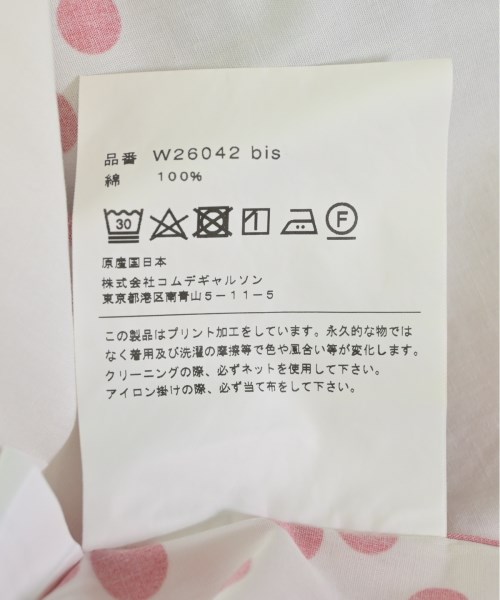 品番 W26042 bis
綿 100%
30 F
原産国日本
株式会社コムデギャルソン
東京都港区南青山5-11-5
この製品はプリント加工をしています。永久的な物では
なく着用及び洗濯の摩擦等で色や風合い等が変化します。
クリーニングの際、必ずネットを使用して下さい。
アイロン掛けの際、必ず当て布をして下さい。